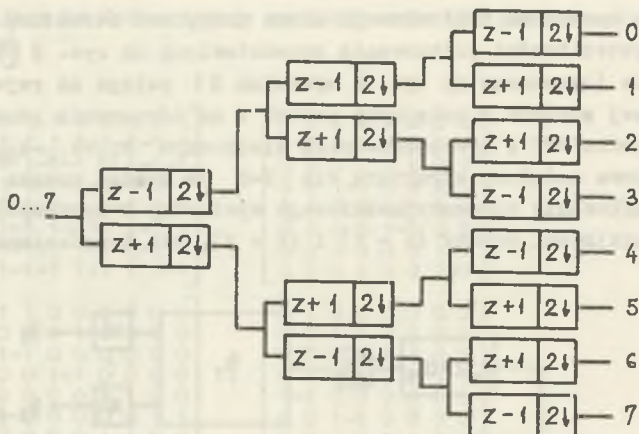 z-1 2↓ 0
z+1 2↓ 1
z-1 2↓
z+1 2↓
z+1 2↓ 2
z-1 2↓ 3
0...7
z-1 2↓
z+1 2↓
z-1 2↓ 4
z+1 2↓ 5
z+1 2↓
z-1 2↓
z+1 2↓ 6
z-1 2↓ 7